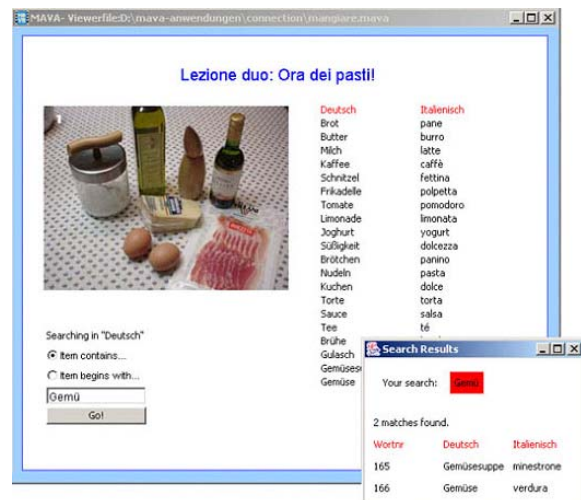 MAVA- Viewerfile:D:\mava-anwendungen\connection\mangiare.mava
Lezione duo: Ora dei pasti!
Deutsch Italienisch
Brot pane
Butter burro
Milch latte
Kaffee caffè
Schnitzel fettina
Frikadelle polpetta
Tomate pomodoro
Limonade limonata
Joghurt yogurt
Süßigkeit dolcezza
Brötchen panino
Nudeln pasta
Kuchen dolce
Torte torta
Sauce salsa
Tee té
Brühe
Gulasch
Gemüse
Searching in "Deutsch"
Item contains...
Item begins with...
Gemü
Go!
Search Results
Your search: Gemü
2 matches found.
Wortnr Deutsch Italienisch
165 Gemüsesuppe minestrone
166 Gemüse verdura